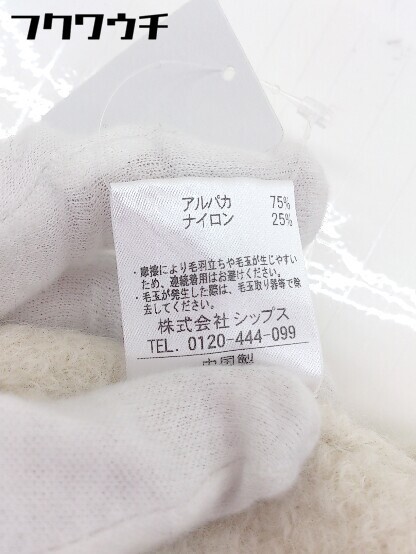 フクワウチ
アルパカ 75%
ナイロン 25%
・摩擦により毛羽立ちや毛玉が生じやすい
ため、連続着用はお避けください。
・毛玉が発生した際は、毛玉取り器等で除
去してください。
株式会社 シップス
TEL. 0120-444-099
中国製